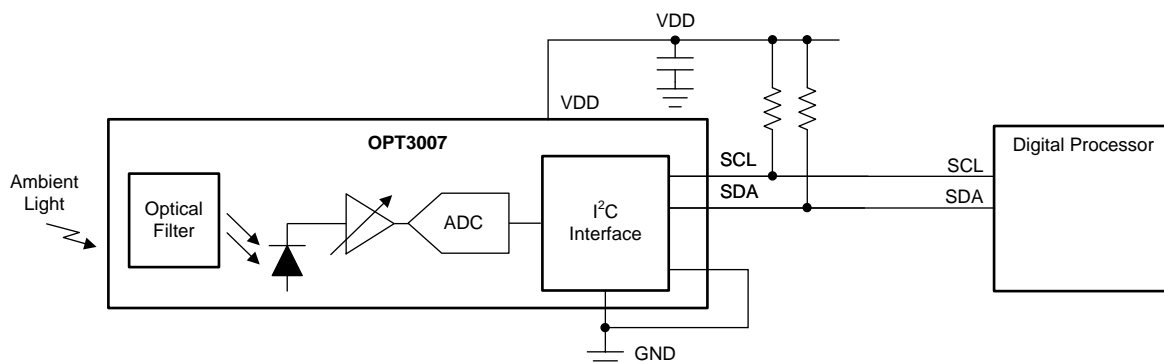 VDD
VDD
OPT3007
Digital Processor
Ambient
Light
Optical
Filter
ADC
I²C
Interface
SCL
SDA
SCL
SDA
GND